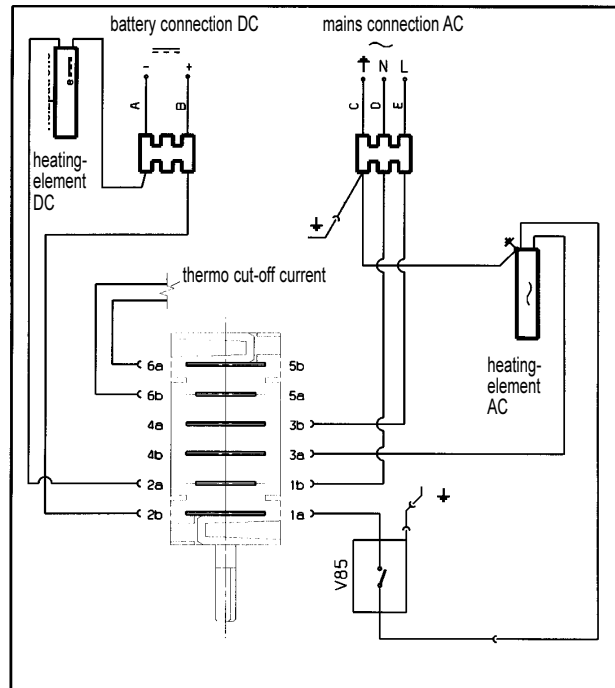 battery connection DC
mains connection AC
- +
N L
A B
C D E
heating-
element
DC
thermo cut-off current
heating-
element
AC
6a 5b
6b 5a
4a 3b
4b 3a
2a 1b
2b 1a
V85